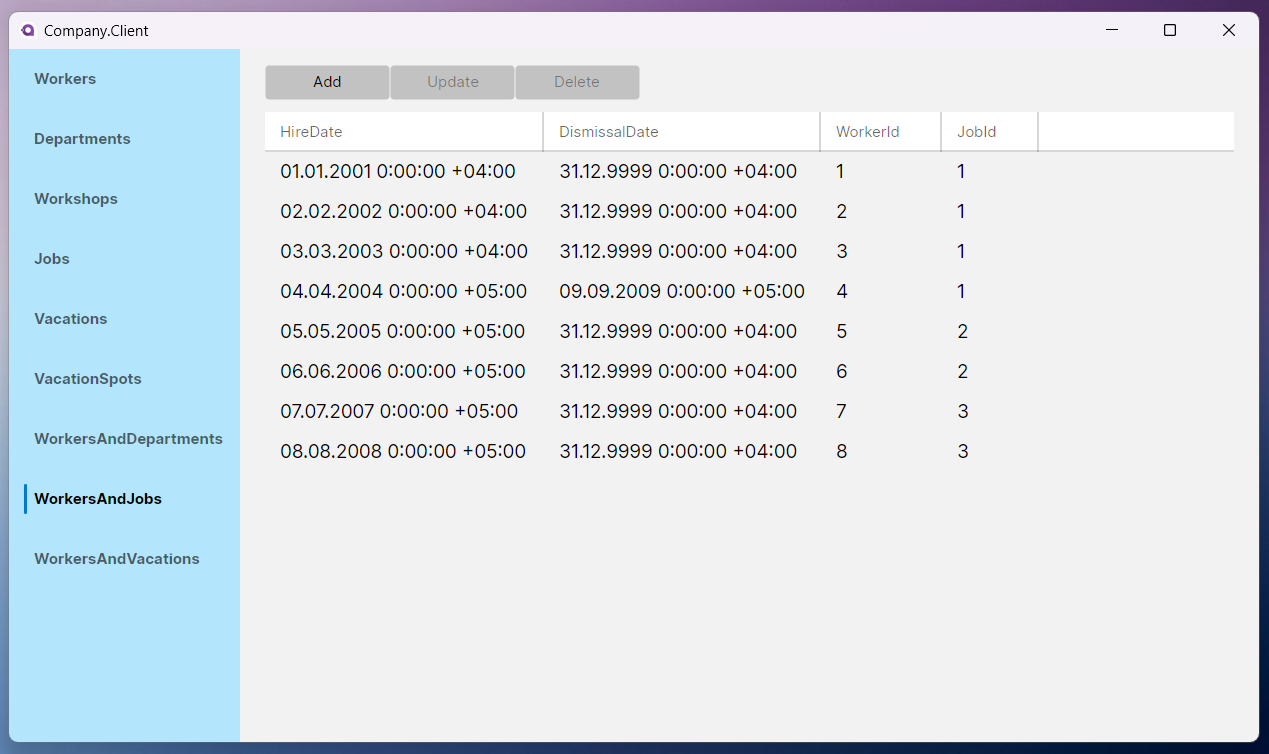 Company.Client
Workers
Departments
Workshops
Jobs
Vacations
VacationSpots
WorkersAndDepartments
WorkersAndJobs
WorkersAndVacations
Add Update Delete
HireDate DismissalDate WorkerId JobId
01.01.2001 0:00:00 +04:00 31.12.9999 0:00:00 +04:00 1 1
02.02.2002 0:00:00 +04:00 31.12.9999 0:00:00 +04:00 2 1
03.03.2003 0:00:00 +04:00 31.12.9999 0:00:00 +04:00 3 1
04.04.2004 0:00:00 +05:00 09.09.2009 0:00:00 +05:00 4 1
05.05.2005 0:00:00 +05:00 31.12.9999 0:00:00 +04:00 5 2
06.06.2006 0:00:00 +05:00 31.12.9999 0:00:00 +04:00 6 2
07.07.2007 0:00:00 +05:00 31.12.9999 0:00:00 +04:00 7 3
08.08.2008 0:00:00 +05:00 31.12.9999 0:00:00 +04:00 8 3